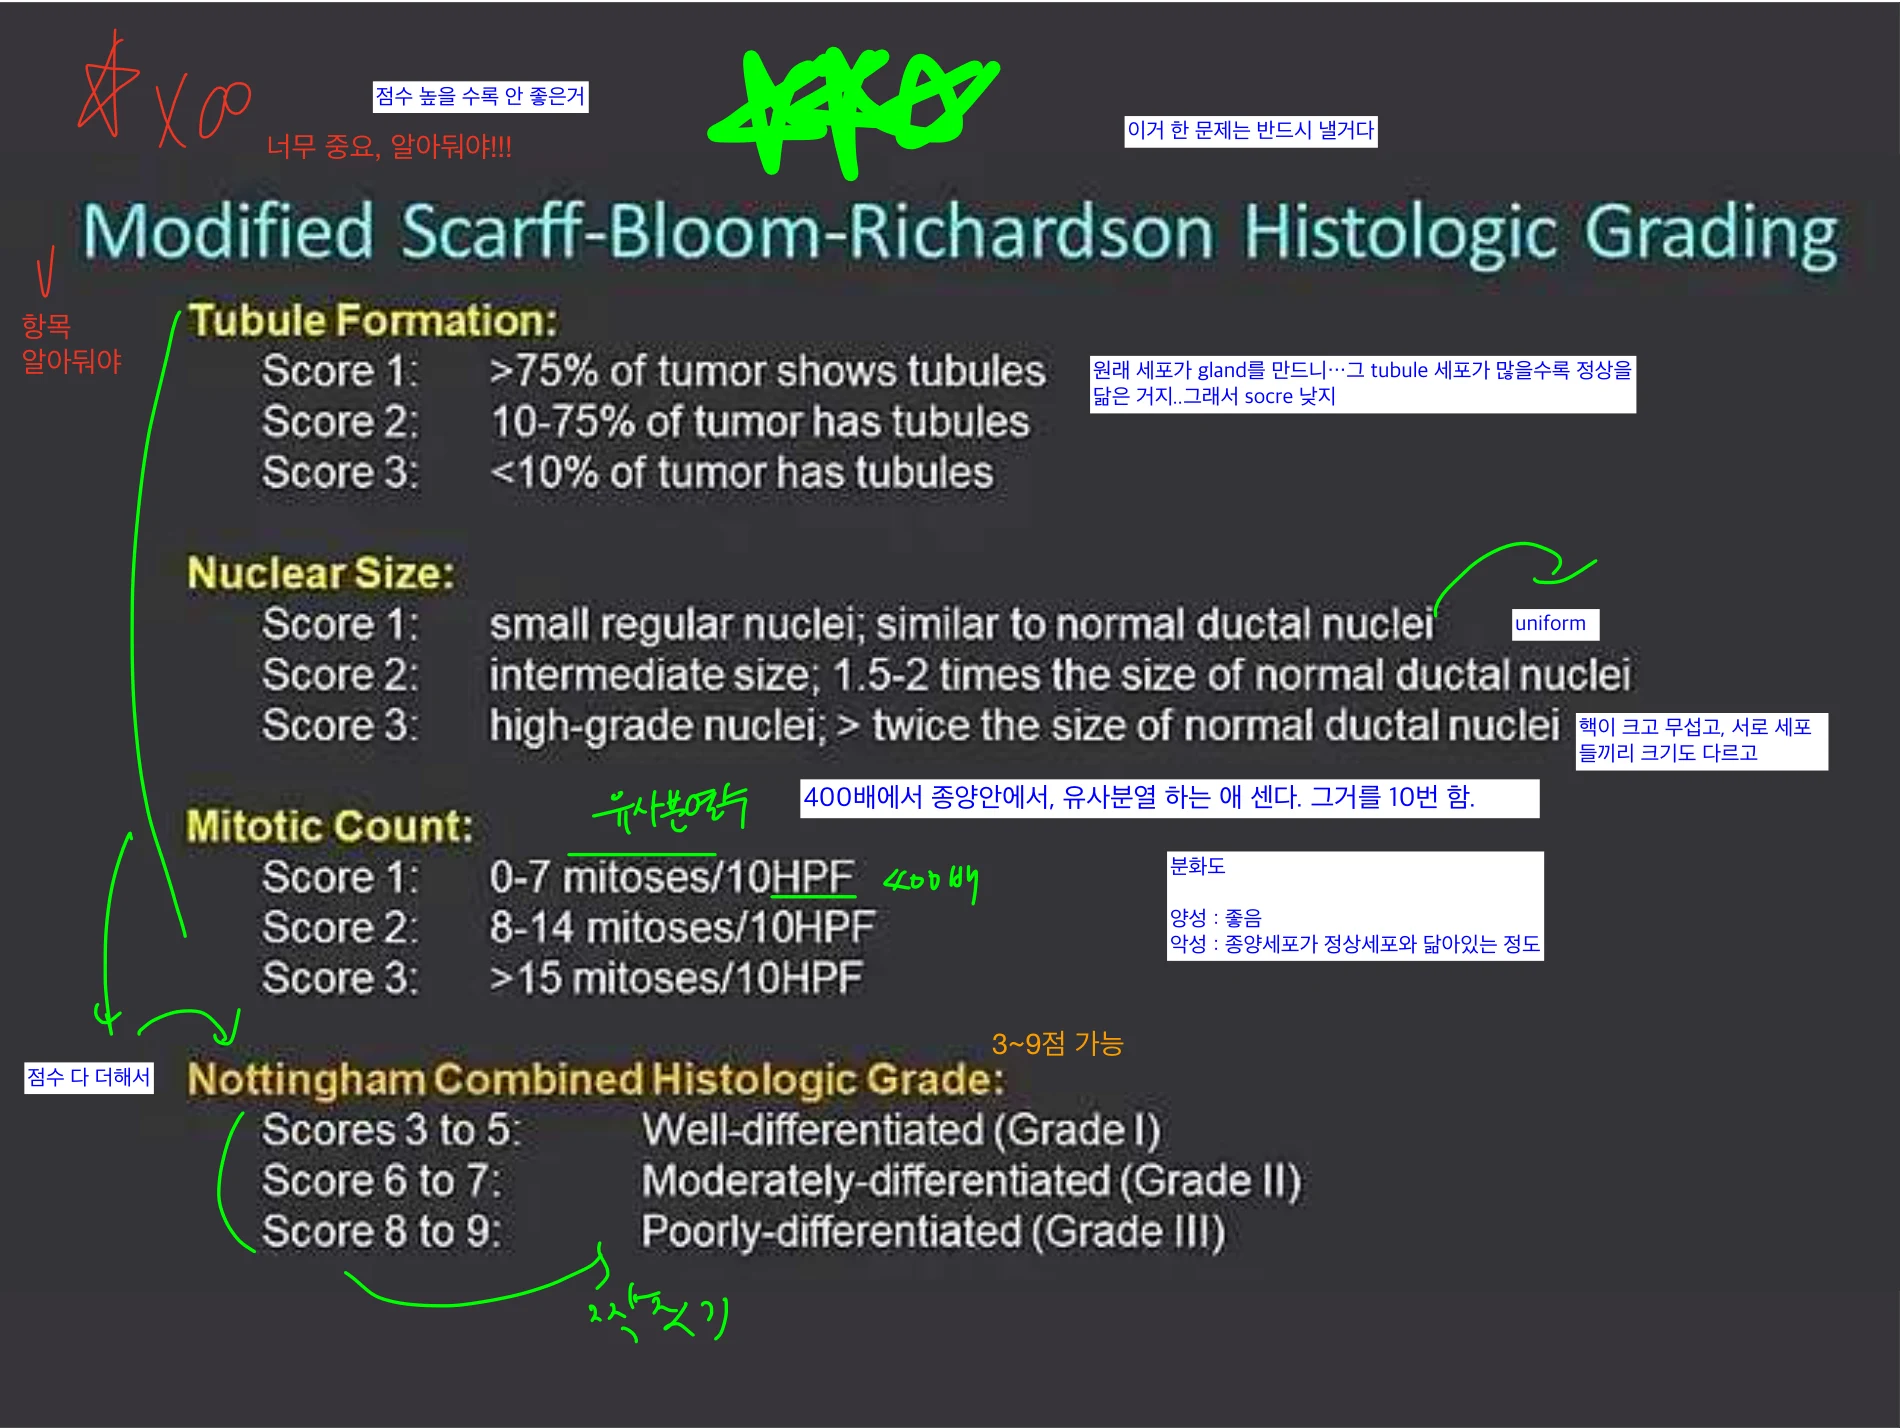 점수 높을 수록 안 좋은거
이거 한 문제는 반드시 낼거다
너무 중요, 알아둬야!!!
Modified Scarff-Bloom-Richardson Histologic Grading
항목
알아둬야
Tubule Formation:
Score 1: >75% of tumor shows tubules
Score 2: 10-75% of tumor has tubules
Score 3: <10% of tumor has tubules
원래 세포가 gland를 만드니…그 tubule 세포가 많을수록 정상을
닮은 거지..그래서 socre 낮지
Nuclear Size:
Score 1: small regular nuclei; similar to normal ductal nuclei
uniform
Score 2: intermediate size; 1.5-2 times the size of normal ductal nuclei
Score 3: high-grade nuclei; > twice the size of normal ductal nuclei
핵이 크고 무섭고, 서로 세포
들끼리 크기도 다르고
유사분열수
400배에서 종양안에서, 유사분열 하는 애 센다. 그거를 10번 함.
Mitotic Count:
Score 1: 0-7 mitoses/10HPF 400배
Score 2: 8-14 mitoses/10HPF
Score 3: >15 mitoses/10HPF
분화도
양성 : 좋음
악성 : 종양세포가 정상세포와 닮아있는 정도
3~9점 가능
점수 다 더해서
Nottingham Combined Histologic Grade:
Scores 3 to 5: Well-differentiated (Grade I)
Score 6 to 7: Moderately-differentiated (Grade II)
Score 8 to 9: Poorly-differentiated (Grade III)
짝짓기